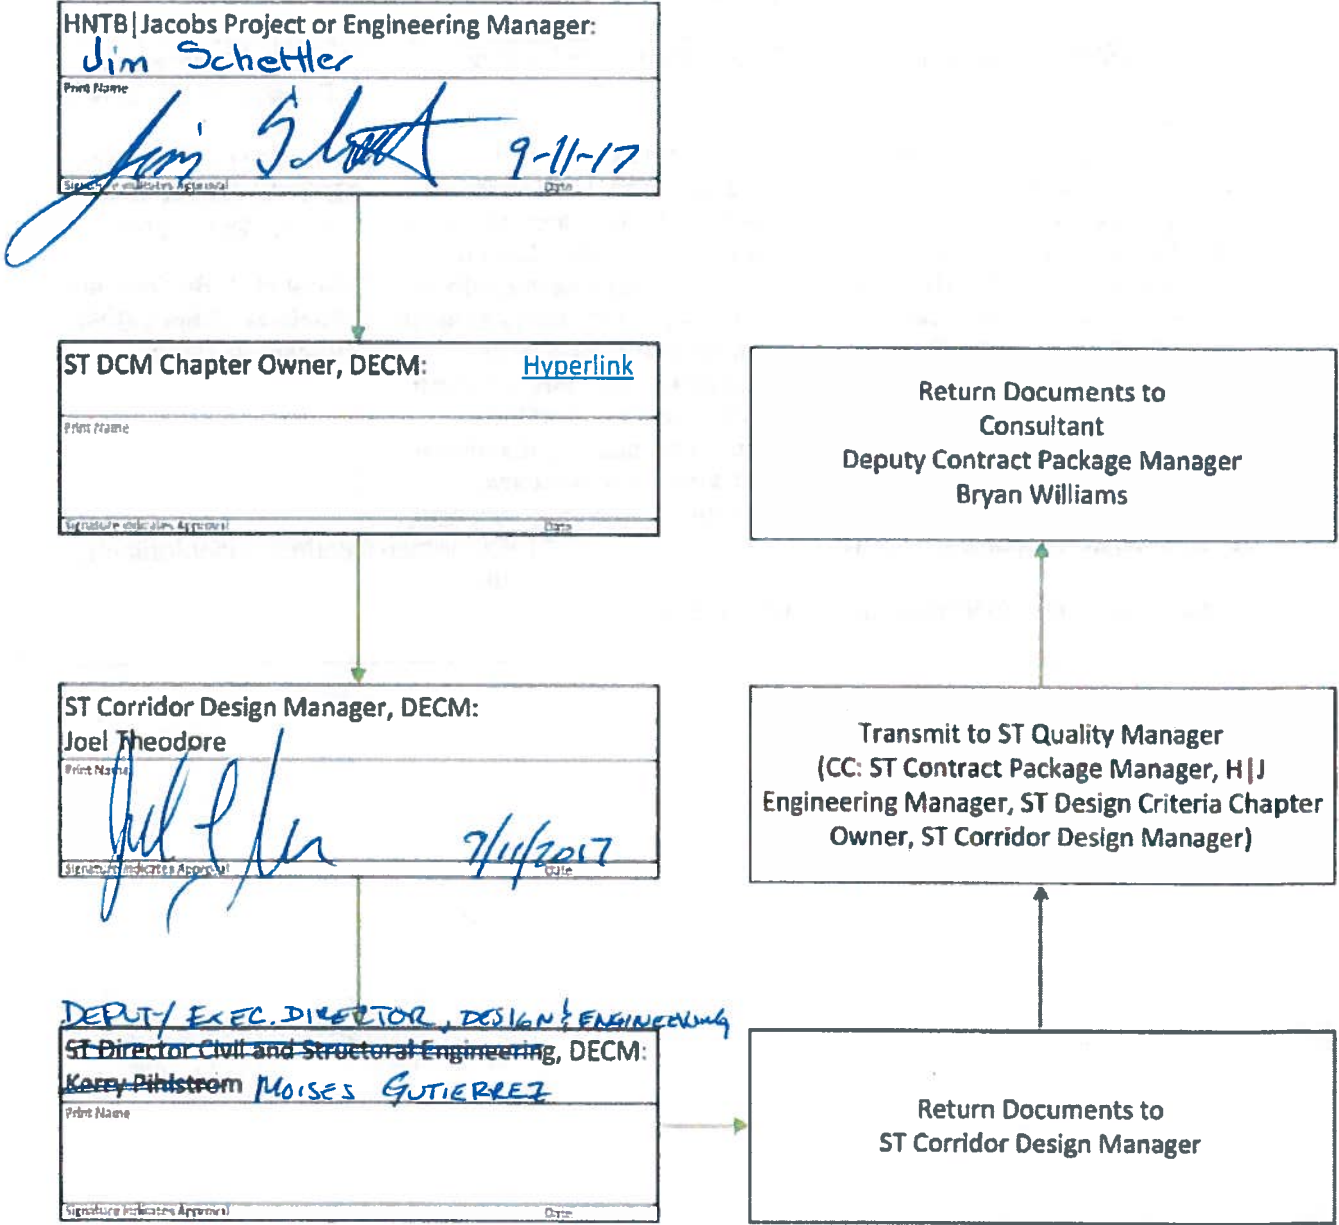 HNTB|Jacobs Project or Engineering Manager:
Jim Schettler
Print Name
Jim Schett 9-11-17
Signature indicates Approval Date
ST DCM Chapter Owner, DECM: Hyperlink
Print Name
Signature indicates Approval Date
ST Corridor Design Manager, DECM:
Joel Theodore
Print Name
9/11/2017
Signature indicates Approval Date
DEPUTY EXEC. DIRECTOR, DESIGN & ENGINEERING
ST Director Civil and Structural Engineering, DECM:
Kerry Pihlstrom MOISES GUTIERREZ
Print Name
Signature indicates Approval Date
Return Documents to
ST Corridor Design Manager
Transmit to ST Quality Manager
(CC: ST Contract Package Manager, H|J
Engineering Manager, ST Design Criteria Chapter
Owner, ST Corridor Design Manager)
Return Documents to
Consultant
Deputy Contract Package Manager
Bryan Williams